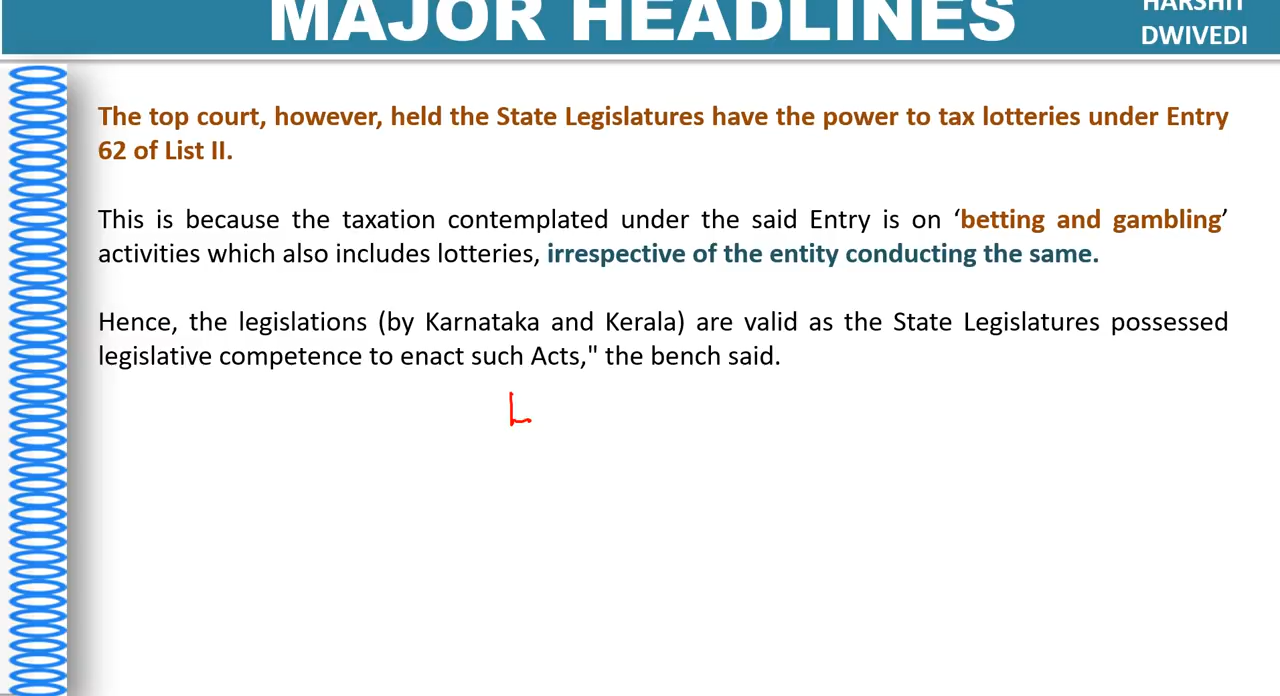 MAJOR HEADLINES
HARSHIT
DWIVEDI
The top court, however, held the State Legislatures have the power to tax lotteries under Entry
62 of List II.
This is because the taxation contemplated under the said Entry is on ‘betting and gambling’
activities which also includes lotteries, irrespective of the entity conducting the same.
Hence, the legislations (by Karnataka and Kerala) are valid as the State Legislatures possessed
legislative competence to enact such Acts," the bench said.
L